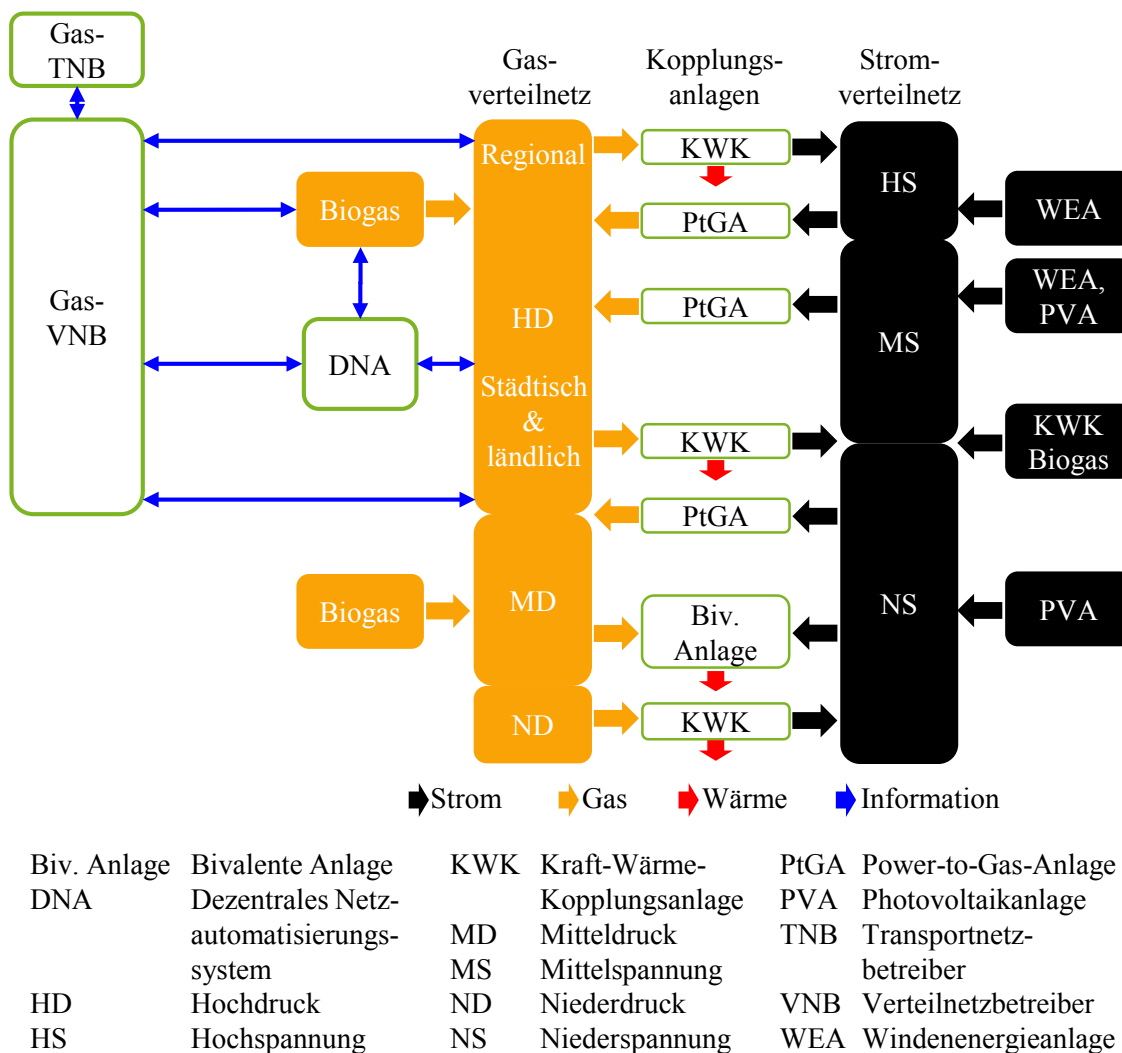 Gas-
TNB
Gas-
verteilnetz
Kopplungs-
anlagen
Strom-
verteilnetz
Gas-
VNB
Regional
KWK
HS
Biogas
PtGA
WEA
HD
PtGA
WEA,
PVA
MS
DNA
Städtisch
&
ländlich
KWK
KWK
Biogas
PtGA
Biogas
MD
Biv.
Anlage
NS
PVA
ND
KWK
Strom Gas Wärme Information
Biv. Anlage Bivalente Anlage
DNA Dezentrales Netz-
automatisierungs-
system
HD Hochdruck
HS Hochspannung
KWK Kraft-Wärme-
Kopplungsanlage
MD Mitteldruck
MS Mittelspannung
ND Niederdruck
NS Niederspannung
PtGA Power-to-Gas-Anlage
PVA Photovoltaikanlage
TNB Transportnetz-
betreiber
VNB Verteilnetzbetreiber
WEA Windenenergieanlage